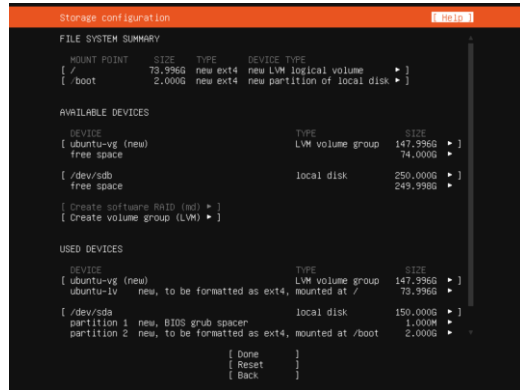 Storage configuration [ Help ]
FILE SYSTEM SUMMARY
MOUNT POINT SIZE TYPE DEVICE TYPE
[ / 73.996G new ext4 new LVM logical volume ▸ ]
[ /boot 2.000G new ext4 new partition of local disk ▸ ]
AVAILABLE DEVICES
DEVICE TYPE SIZE
[ ubuntu-vg (new) LVM volume group 147.996G ▸ ]
free space 74.000G ▸
[ /dev/sdb local disk 250.000G ▸ ]
free space 249.998G ▸
[ Create software RAID (md) ▸ ]
[ Create volume group (LVM) ▸ ]
USED DEVICES
DEVICE TYPE SIZE
[ ubuntu-vg (new) LVM volume group 147.996G ▸ ]
ubuntu-lv new, to be formatted as ext4, mounted at / 73.996G ▸
[ /dev/sda local disk 150.000G ▸ ]
partition 1 new, BIOS grub spacer 1.000M ▸
partition 2 new, to be formatted as ext4, mounted at /boot 2.000G ▸
[ Done ]
[ Reset ]
[ Back ]